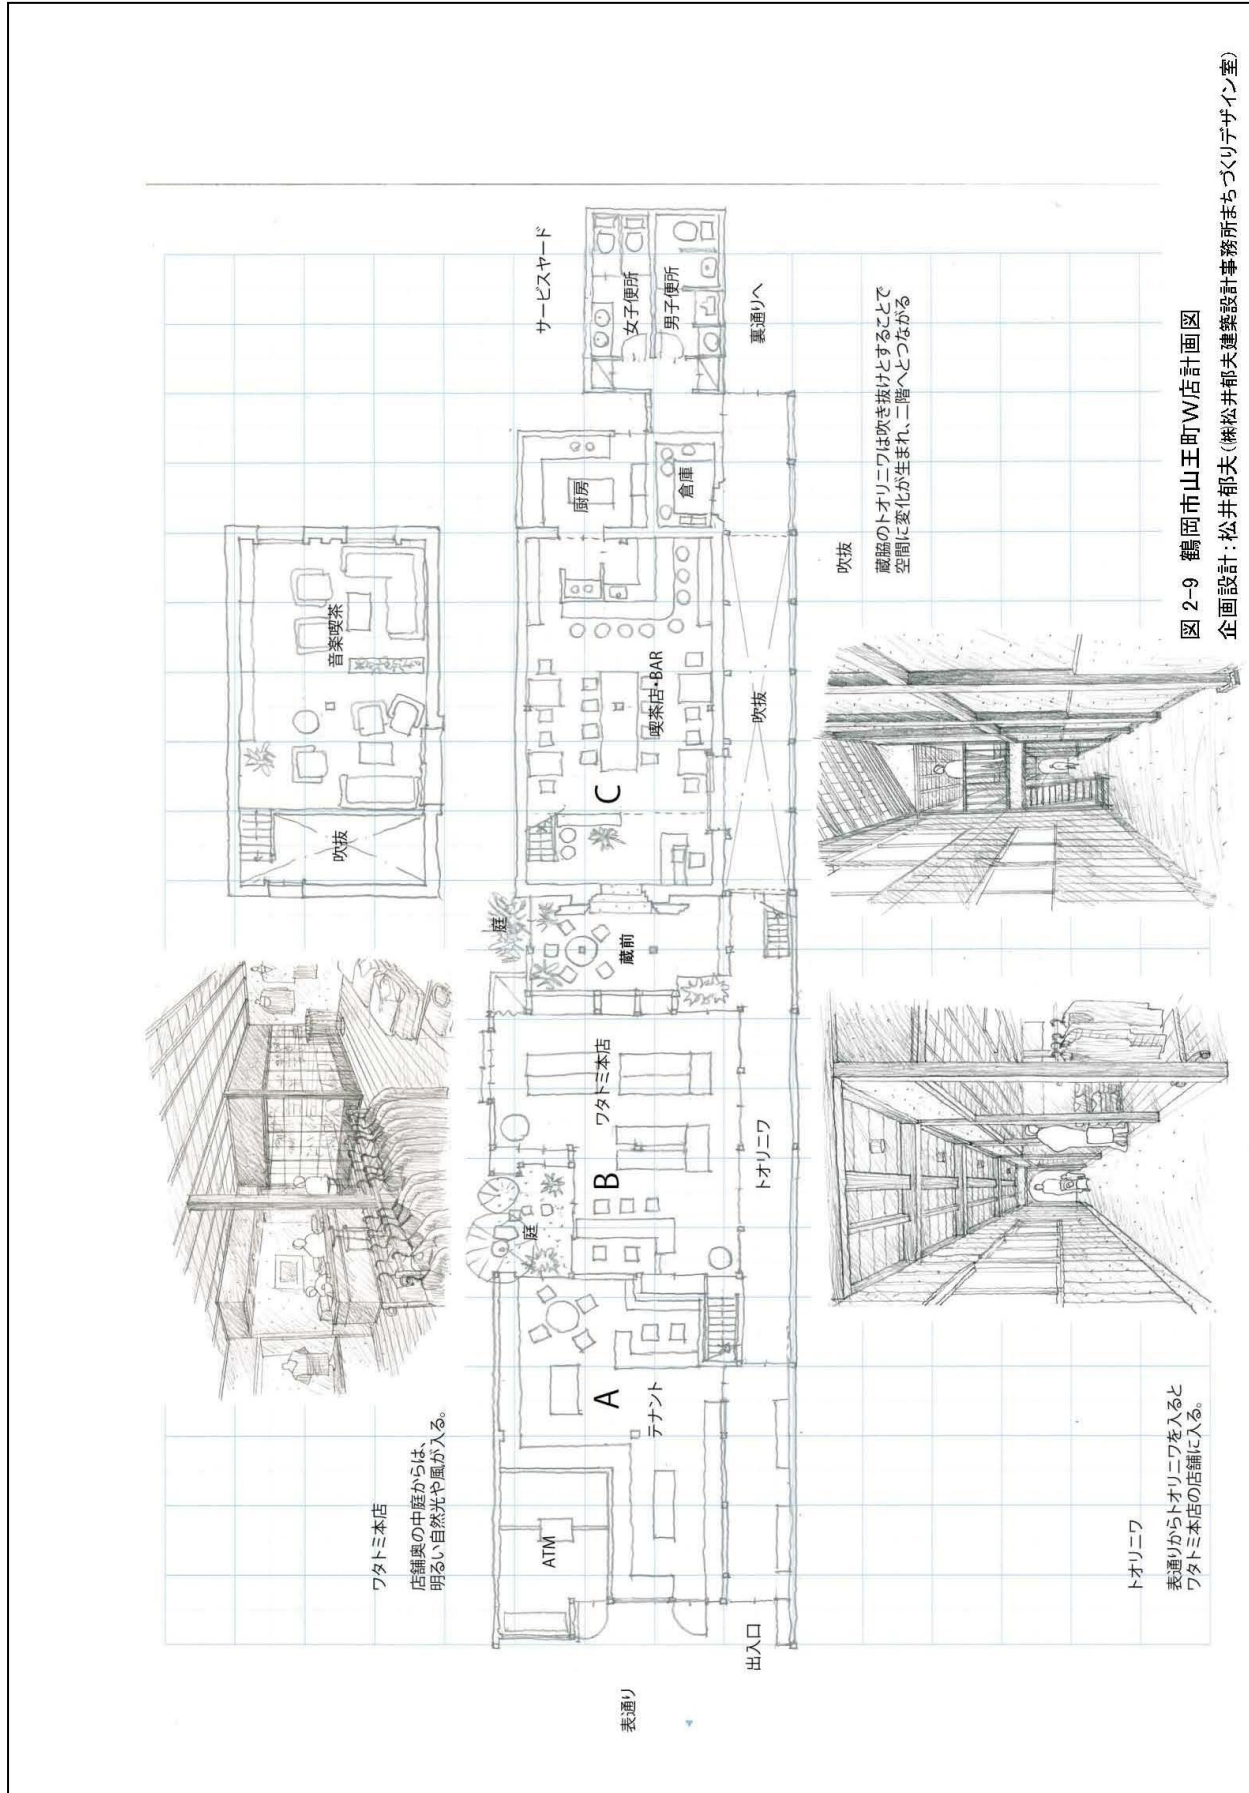 ワタトミ本店
店舗奥の中庭からは、
明るい自然光や風が入る。
吹抜
音楽喫茶
表通り
出入口
ATM
A
テナント
庭
B
ワタトミ本店
トオリニワ
庭
蔵前
C
喫茶店・BAR
吹抜
厨房
倉庫
女子便所
男子便所
サービスヤード
裏通りへ
トオリニワ
表通りからトオリニワを入ると
ワタトミ本店の店舗に入る。
吹抜
蔵脇のトオリニワは吹き抜けとすることで
空間に変化が生まれ、二階へとつながる
図 2-9 鶴岡市山王町W店計画図
企画設計：松井郁夫（㈱松井郁夫建築設計事務所まちづくりデザイン室）